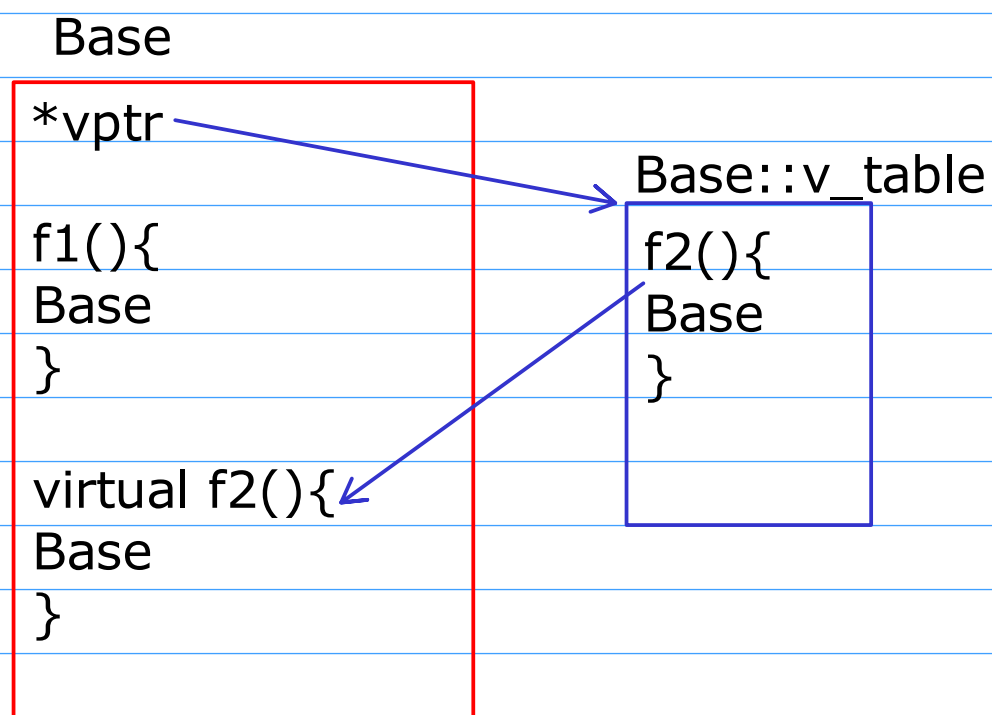 Base
*vptr
f1(){
Base
}
virtual f2(){
Base
}
Base::v_table
f2(){
Base
}